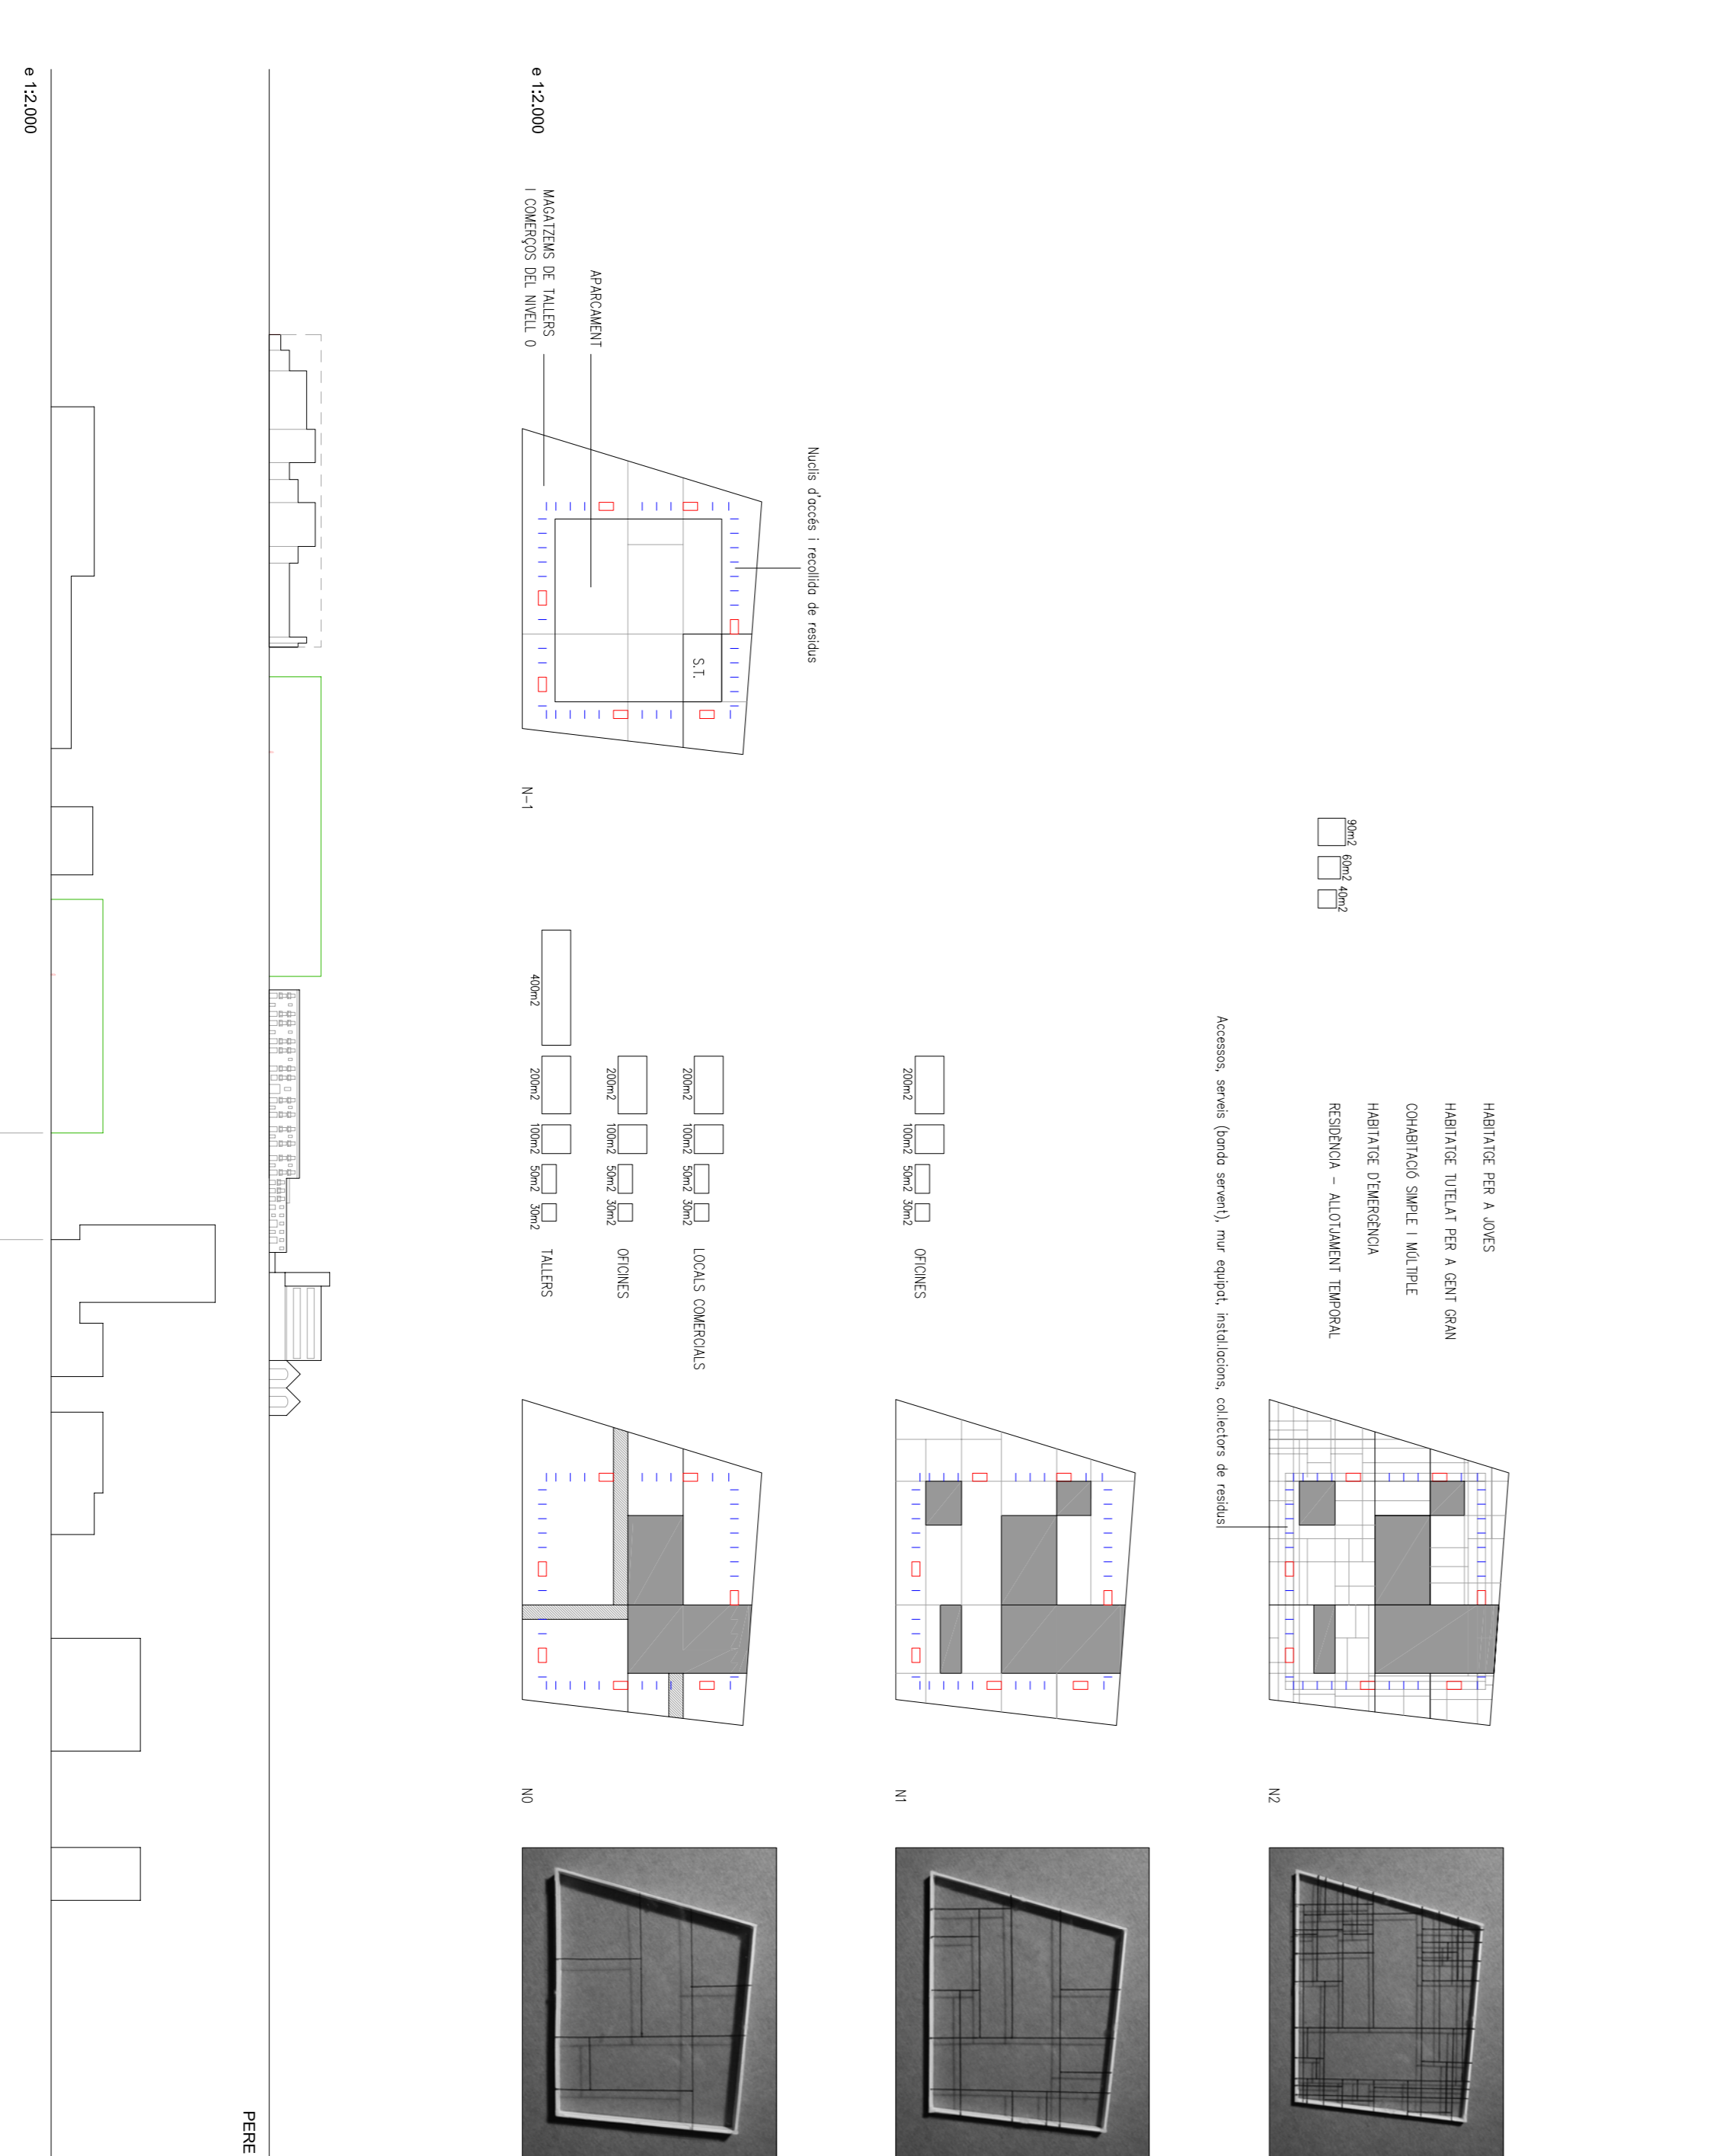 HABITATGE PER A JOVES
HABITATGE TUTELAT PER A GENT GRAN
COHABITACIÓ SIMPLE I MÚLTIPLE
HABITATGE D'EMERGÈNCIA
RESIDÈNCIA - ALLOTJAMENT TEMPORAL
90m2
60m2
40m2
N2
Accessos, serveis (banda servent), mur equipat, instal.lacions, col.lectors de residus
200m2
100m2
50m2
30m2
OFICINES
N1
Nuclis d'accés i recollida de residus
APARCAMENT
MAGATZEMS DE TALLERS
I COMERÇOS DEL NIVELL 0
S.T.
N-1
200m2
100m2
50m2
30m2
LOCALS COMERCIALS
200m2
100m2
50m2
30m2
OFICINES
400m2
200m2
100m2
50m2
30m2
TALLERS
N0
e 1:2.000
PERE
e 1:2.000